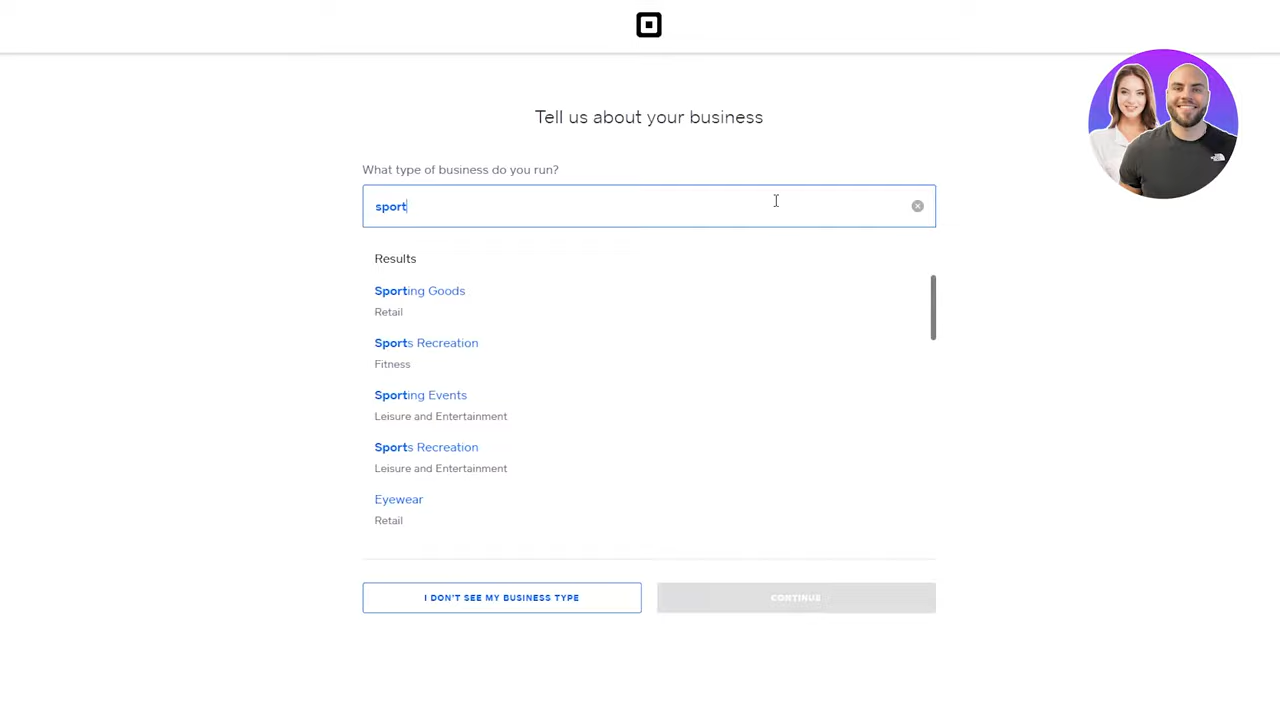 Tell us about your business
What type of business do you run?
sport
Results
Sporting Goods
Retail
Sports Recreation
Fitness
Sporting Events
Leisure and Entertainment
Sports Recreation
Leisure and Entertainment
Eyewear
Retail
I DON'T SEE MY BUSINESS TYPE
CONTINUE